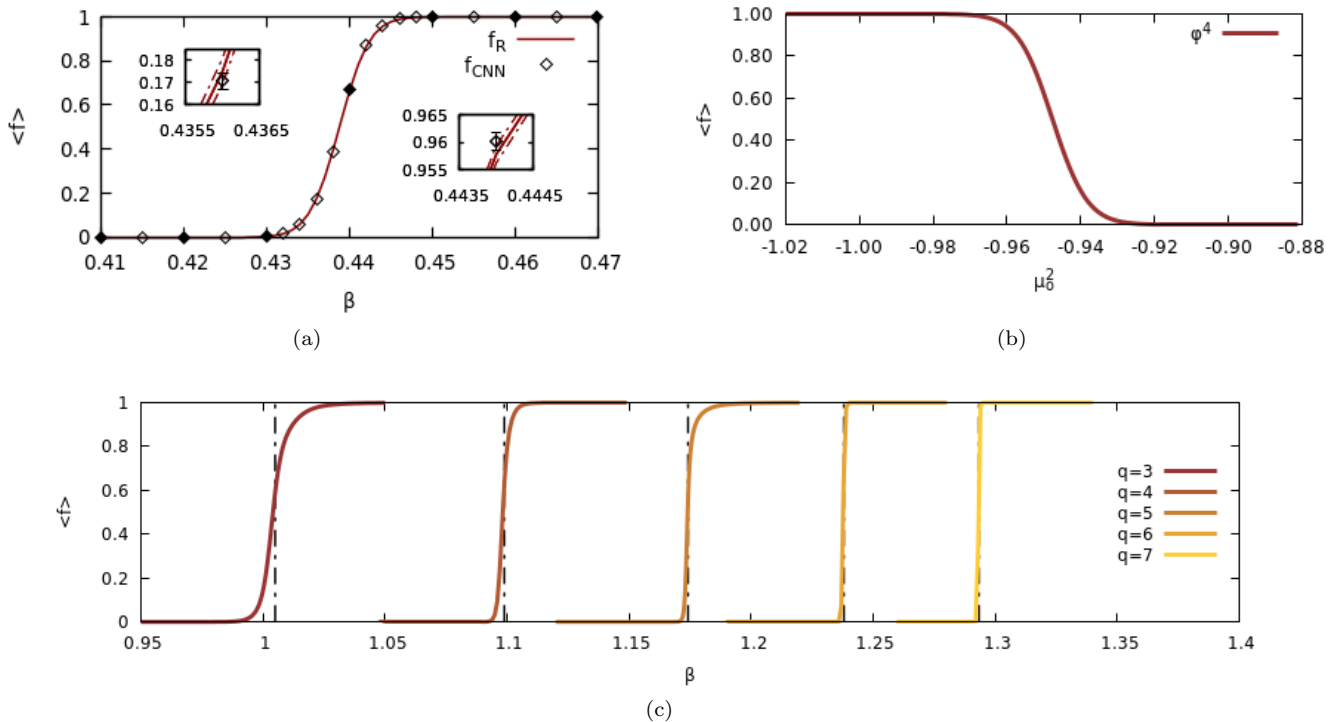 1
0.8
0.6
0.4
0.2
0
<f>
0.18
0.17
0.16
0.4355 0.4365
f_R
f_CNN
0.965
0.96
0.955
0.4435 0.4445
0.41 0.42 0.43 0.44 0.45 0.46 0.47
β
(a)
1.00
0.80
0.60
0.40
0.20
0.00
<f>
φ⁴
-1.02 -1.00 -0.98 -0.96 -0.94 -0.92 -0.90 -0.88
μ₀²
(b)
1
0.8
0.6
0.4
0.2
0
<f>
q=3
q=4
q=5
q=6
q=7
0.95 1 1.05 1.1 1.15 1.2 1.25 1.3 1.35 1.4
β
(c)